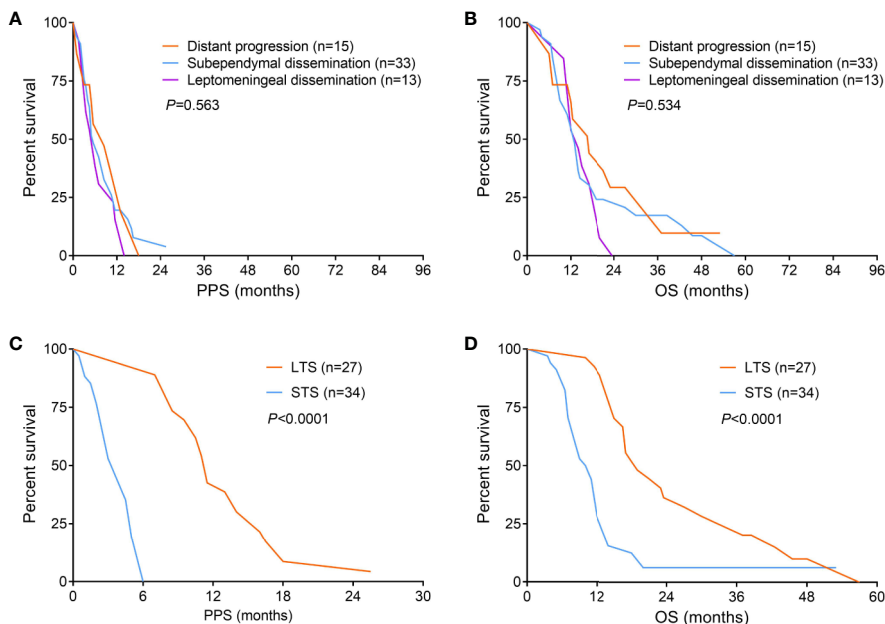 A
100
75
50
25
0
Percent survival
Distant progression (n=15)
Subependymal dissemination (n=33)
Leptomeningeal dissemination (n=13)
P=0.563
0 12 24 36 48 60 72 84 96
PPS (months)
B
100
75
50
25
0
Percent survival
Distant progression (n=15)
Subependymal dissemination (n=33)
Leptomeningeal dissemination (n=13)
P=0.534
0 12 24 36 48 60 72 84 96
OS (months)
C
100
75
50
25
0
Percent survival
LTS (n=27)
STS (n=34)
P<0.0001
0 6 12 18 24 30
PPS (months)
D
100
75
50
25
0
Percent survival
LTS (n=27)
STS (n=34)
P<0.0001
0 12 24 36 48 60
OS (months)